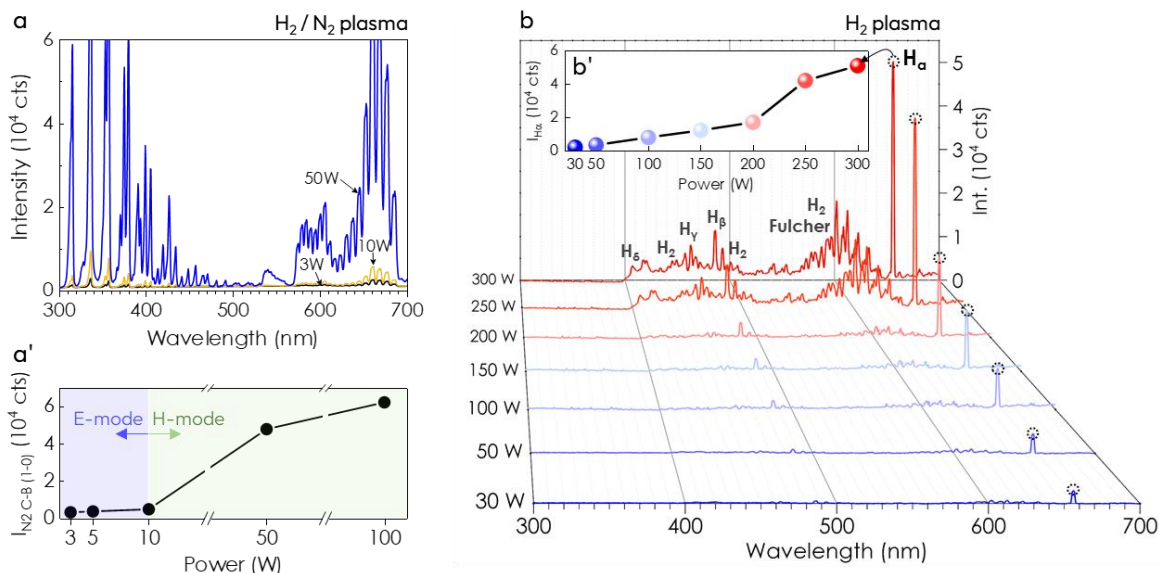 a
H₂ / N₂ plasma
Intensity (10⁴ cts)
6
4
2
0
50W
10W
3W
300 400 500 600 700
Wavelength (nm)
a'
I_N2 C-B (1-0) (10⁴ cts)
6
4
2
0
E-mode H-mode
3 5 10 50 100
Power (W)
b
H₂ plasma
b'
I_Hα (10⁴ cts)
6
4
2
0
30 50 100 150 200 250 300
Power (W)
Hα
5
4
3
2
1
0
Int. (10⁴ cts)
Hδ
H₂
Hγ
Hβ
H₂
H₂
Fulcher
300 W
250 W
200 W
150 W
100 W
50 W
30 W
300 400 500 600 700
Wavelength (nm)